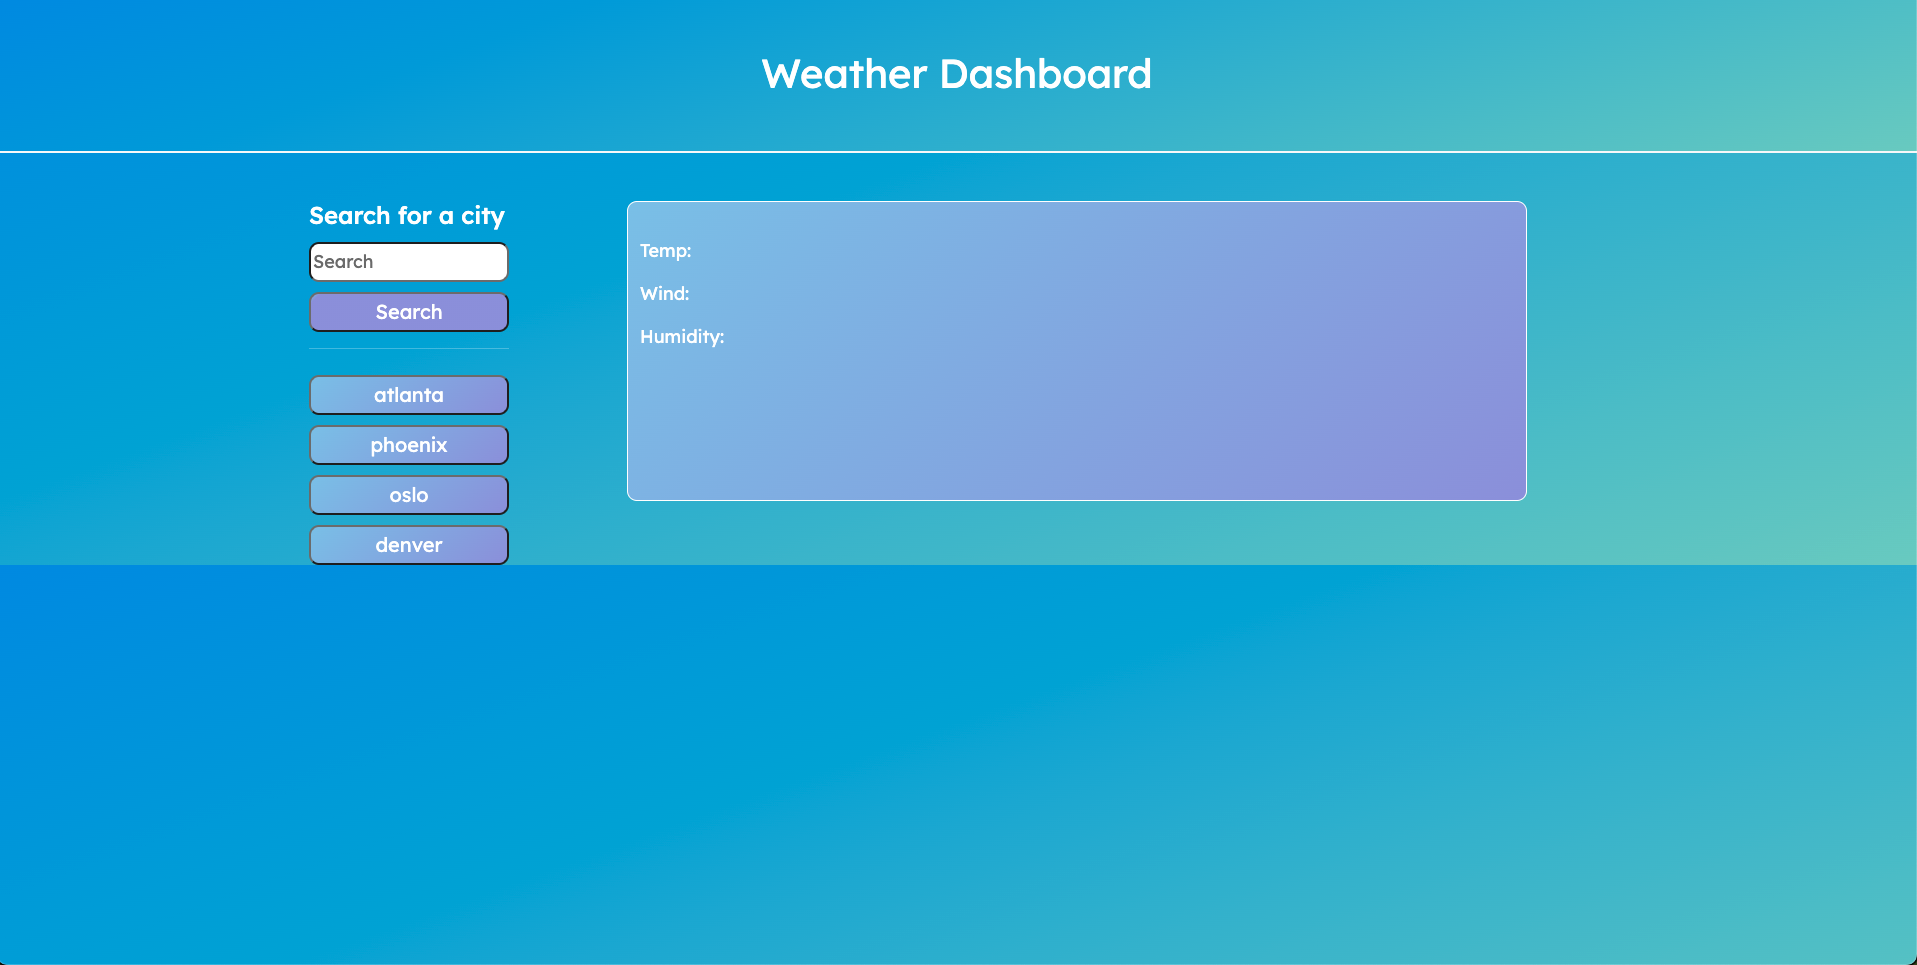 Weather Dashboard
Search for a city
Search
Search
atlanta
phoenix
oslo
denver
Temp:
Wind:
Humidity: